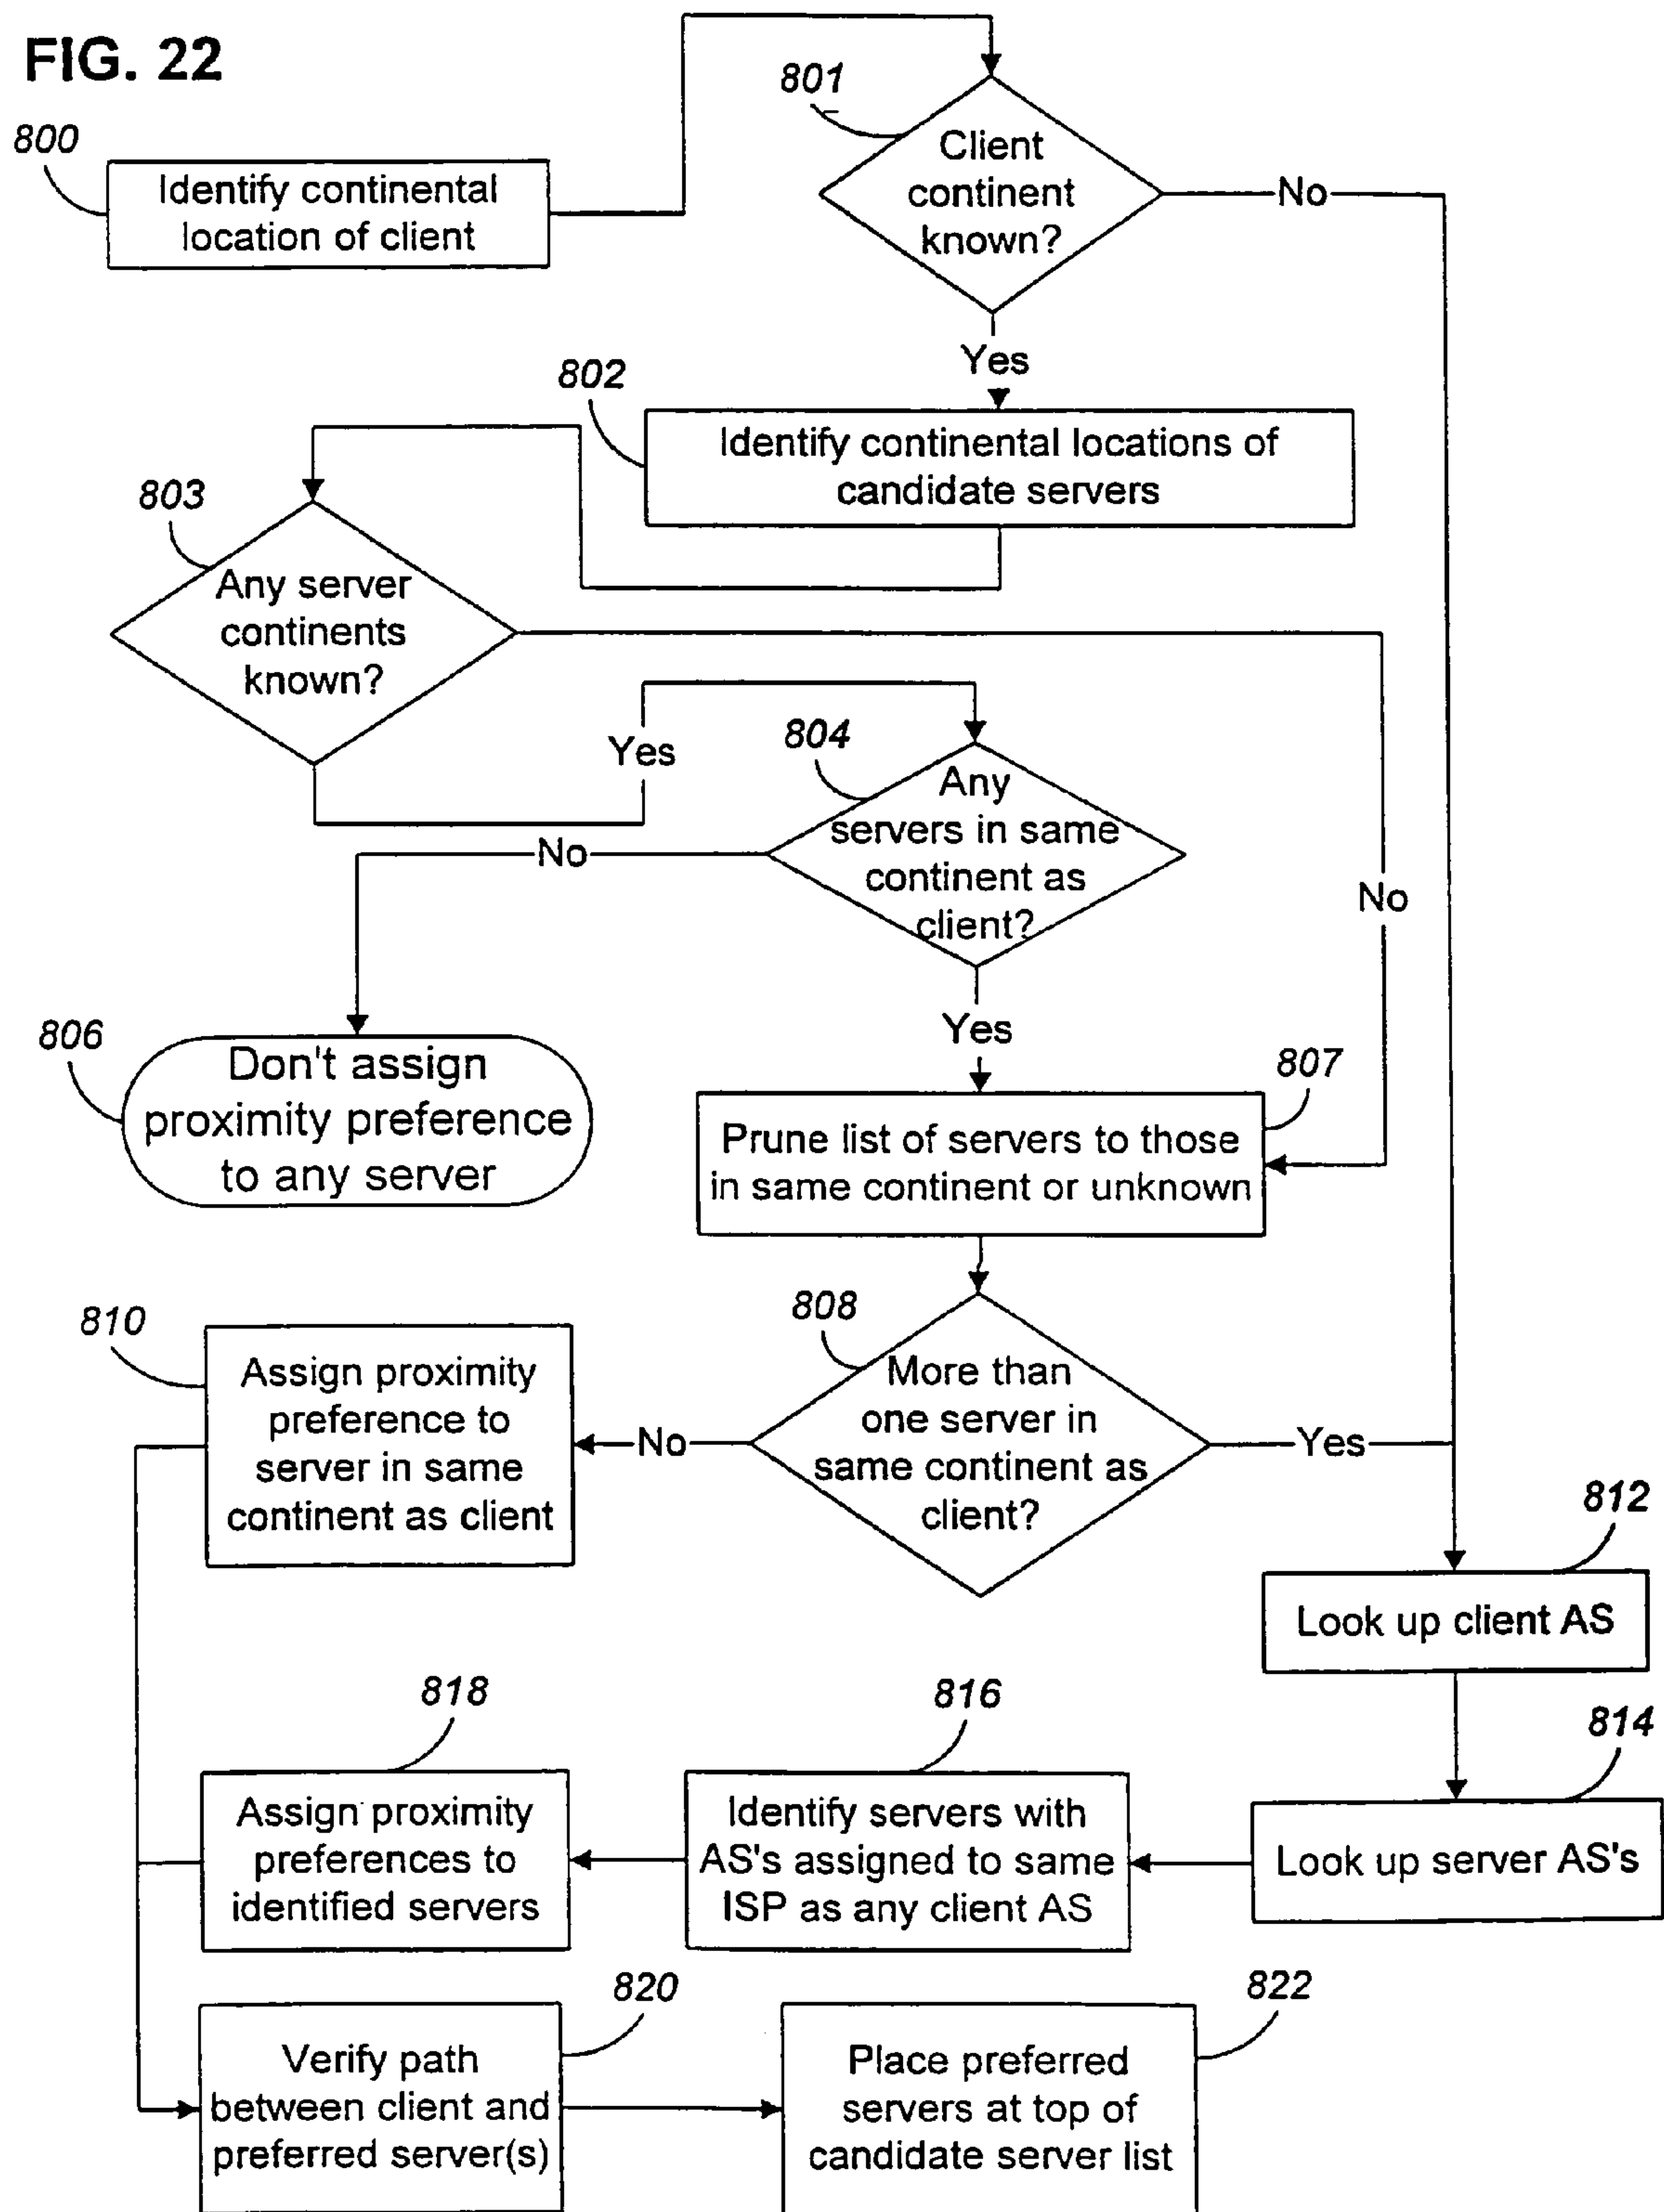 FIG. 22
800
Identify continental
location of client
801
Client
continent
known?
No
Yes
802
Identify continental locations of
candidate servers
803
Any server
continents
known?
Yes
804
Any
servers in same
continent as
client?
No
No
Yes
806
Don't assign
proximity preference
to any server
807
Prune list of servers to those
in same continent or unknown
808
More than
one server in
same continent as
client?
No
Yes
810
Assign proximity
preference to
server in same
continent as client
812
Look up client AS
814
Look up server AS's
816
Identify servers with
AS's assigned to same
ISP as any client AS
818
Assign proximity
preferences to
identified servers
820
Verify path
between client and
preferred server(s)
822
Place preferred
servers at top of
candidate server list